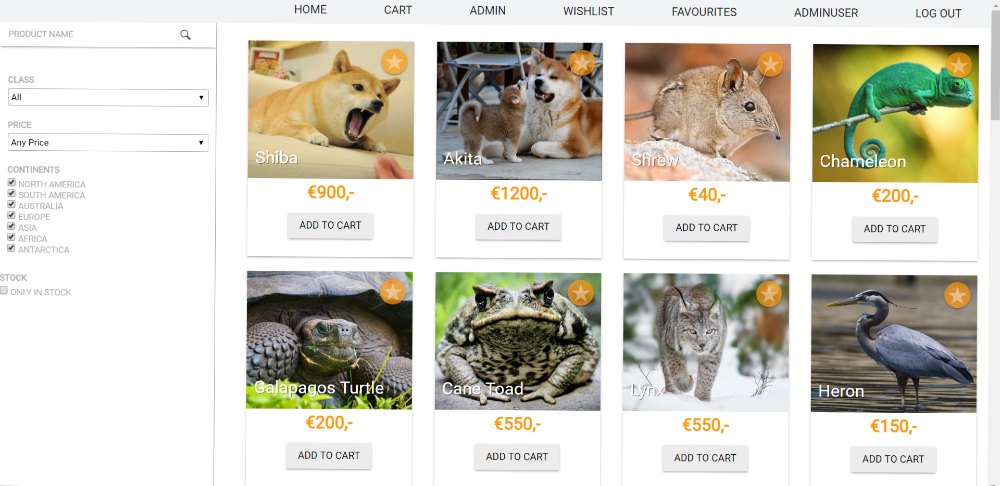 HOME CART ADMIN WISHLIST FAVOURITES ADMINUSER LOG OUT
PRODUCT NAME
CLASS
All
PRICE
Any Price
CONTINENTS
NORTH AMERICA
SOUTH AMERICA
AUSTRALIA
EUROPE
ASIA
AFRICA
ANTARCTICA
STOCK
ONLY IN STOCK
Shiba
€900,-
ADD TO CART
Akita
€1200,-
ADD TO CART
Shrew
€40,-
ADD TO CART
Chameleon
€200,-
ADD TO CART
Galapagos Turtle
€200,-
ADD TO CART
Cane Toad
€550,-
ADD TO CART
Lynx
€550,-
ADD TO CART
Heron
€150,-
ADD TO CART